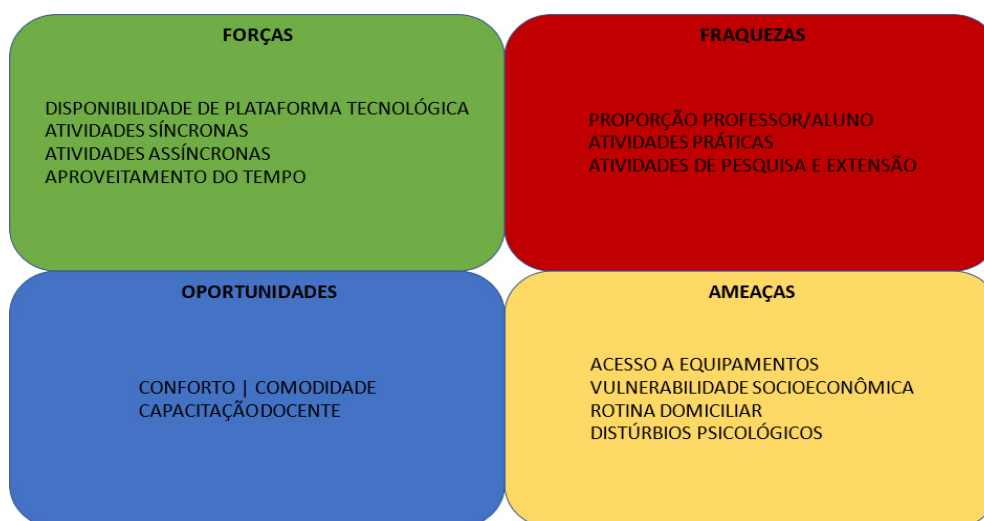 FORÇAS
DISPONIBILIDADE DE PLATAFORMA TECNOLÓGICA
ATIVIDADES SÍNCRONAS
ATIVIDADES ASSÍNCRONAS
APROVEITAMENTO DO TEMPO
FRAQUEZAS
PROPORÇÃO PROFESSOR/ALUNO
ATIVIDADES PRÁTICAS
ATIVIDADES DE PESQUISA E EXTENSÃO
OPORTUNIDADES
CONFORTO | COMODIDADE
CAPACITAÇÃO DOCENTE
AMEAÇAS
ACESSO A EQUIPAMENTOS
VULNERABILIDADE SOCIOECONÔMICA
ROTINA DOMICILIAR
DISTÚRBIOS PSICOLÓGICOS